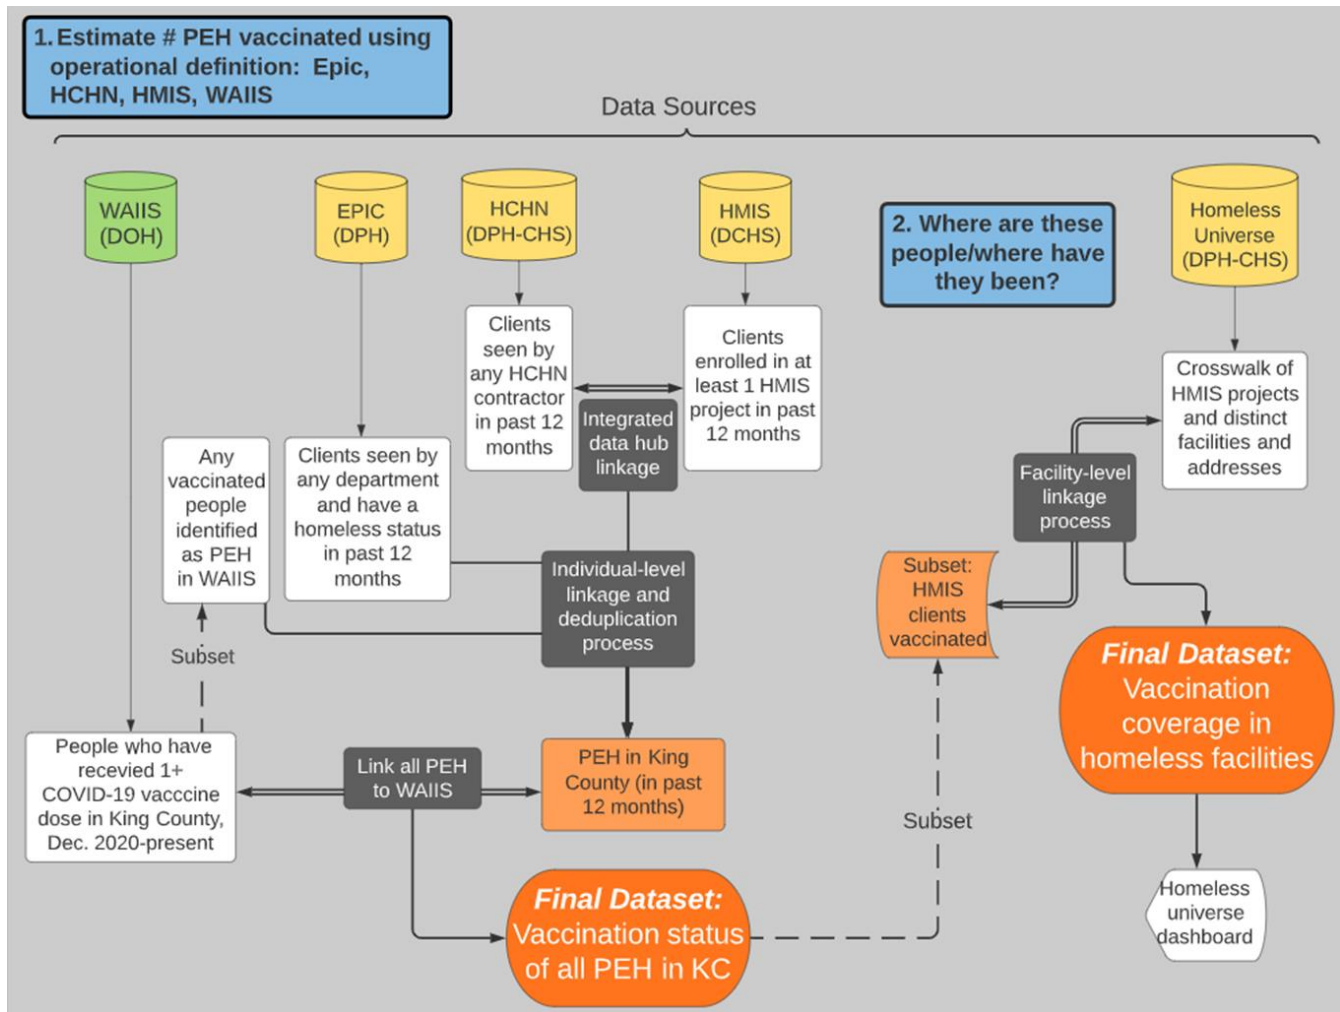 1. Estimate # PEH vaccinated using
operational definition: Epic,
HCHN, HMIS, WAIIS
Data Sources
WAIIS
(DOH)
EPIC
(DPH)
HCHN
(DPH-CHS)
HMIS
(DCHS)
2. Where are these
people/where have
they been?
Homeless
Universe
(DPH-CHS)
Clients
seen by
any HCHN
contractor
in past 12
months
Clients
enrolled in at
least 1 HMIS
project in past
12 months
Integrated
data hub
linkage
Crosswalk of
HMIS projects
and distinct
facilities and
addresses
Any
vaccinated
people
identified
as PEH
in WAIIS
Clients seen by
any department
and have a
homeless status
in past 12
months
Facility-level
linkage
process
Individual-level
linkage and
deduplication
process
Subset:
HMIS
clients
vaccinated
Subset
Final Dataset:
Vaccination
coverage in
homeless facilities
People who have
recevied 1+
COVID-19 vacccine
dose in King County,
Dec. 2020-present
Link all PEH
to WAIIS
PEH in King
County (in past
12 months)
Subset
Final Dataset:
Vaccination status
of all PEH in KC
Homeless
universe
dashboard